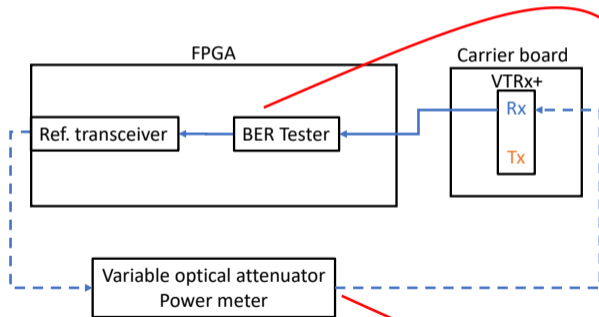 FPGA
Carrier board
VTRx+
Ref. transceiver
BER Tester
Rx
Tx
Variable optical attenuator
Power meter